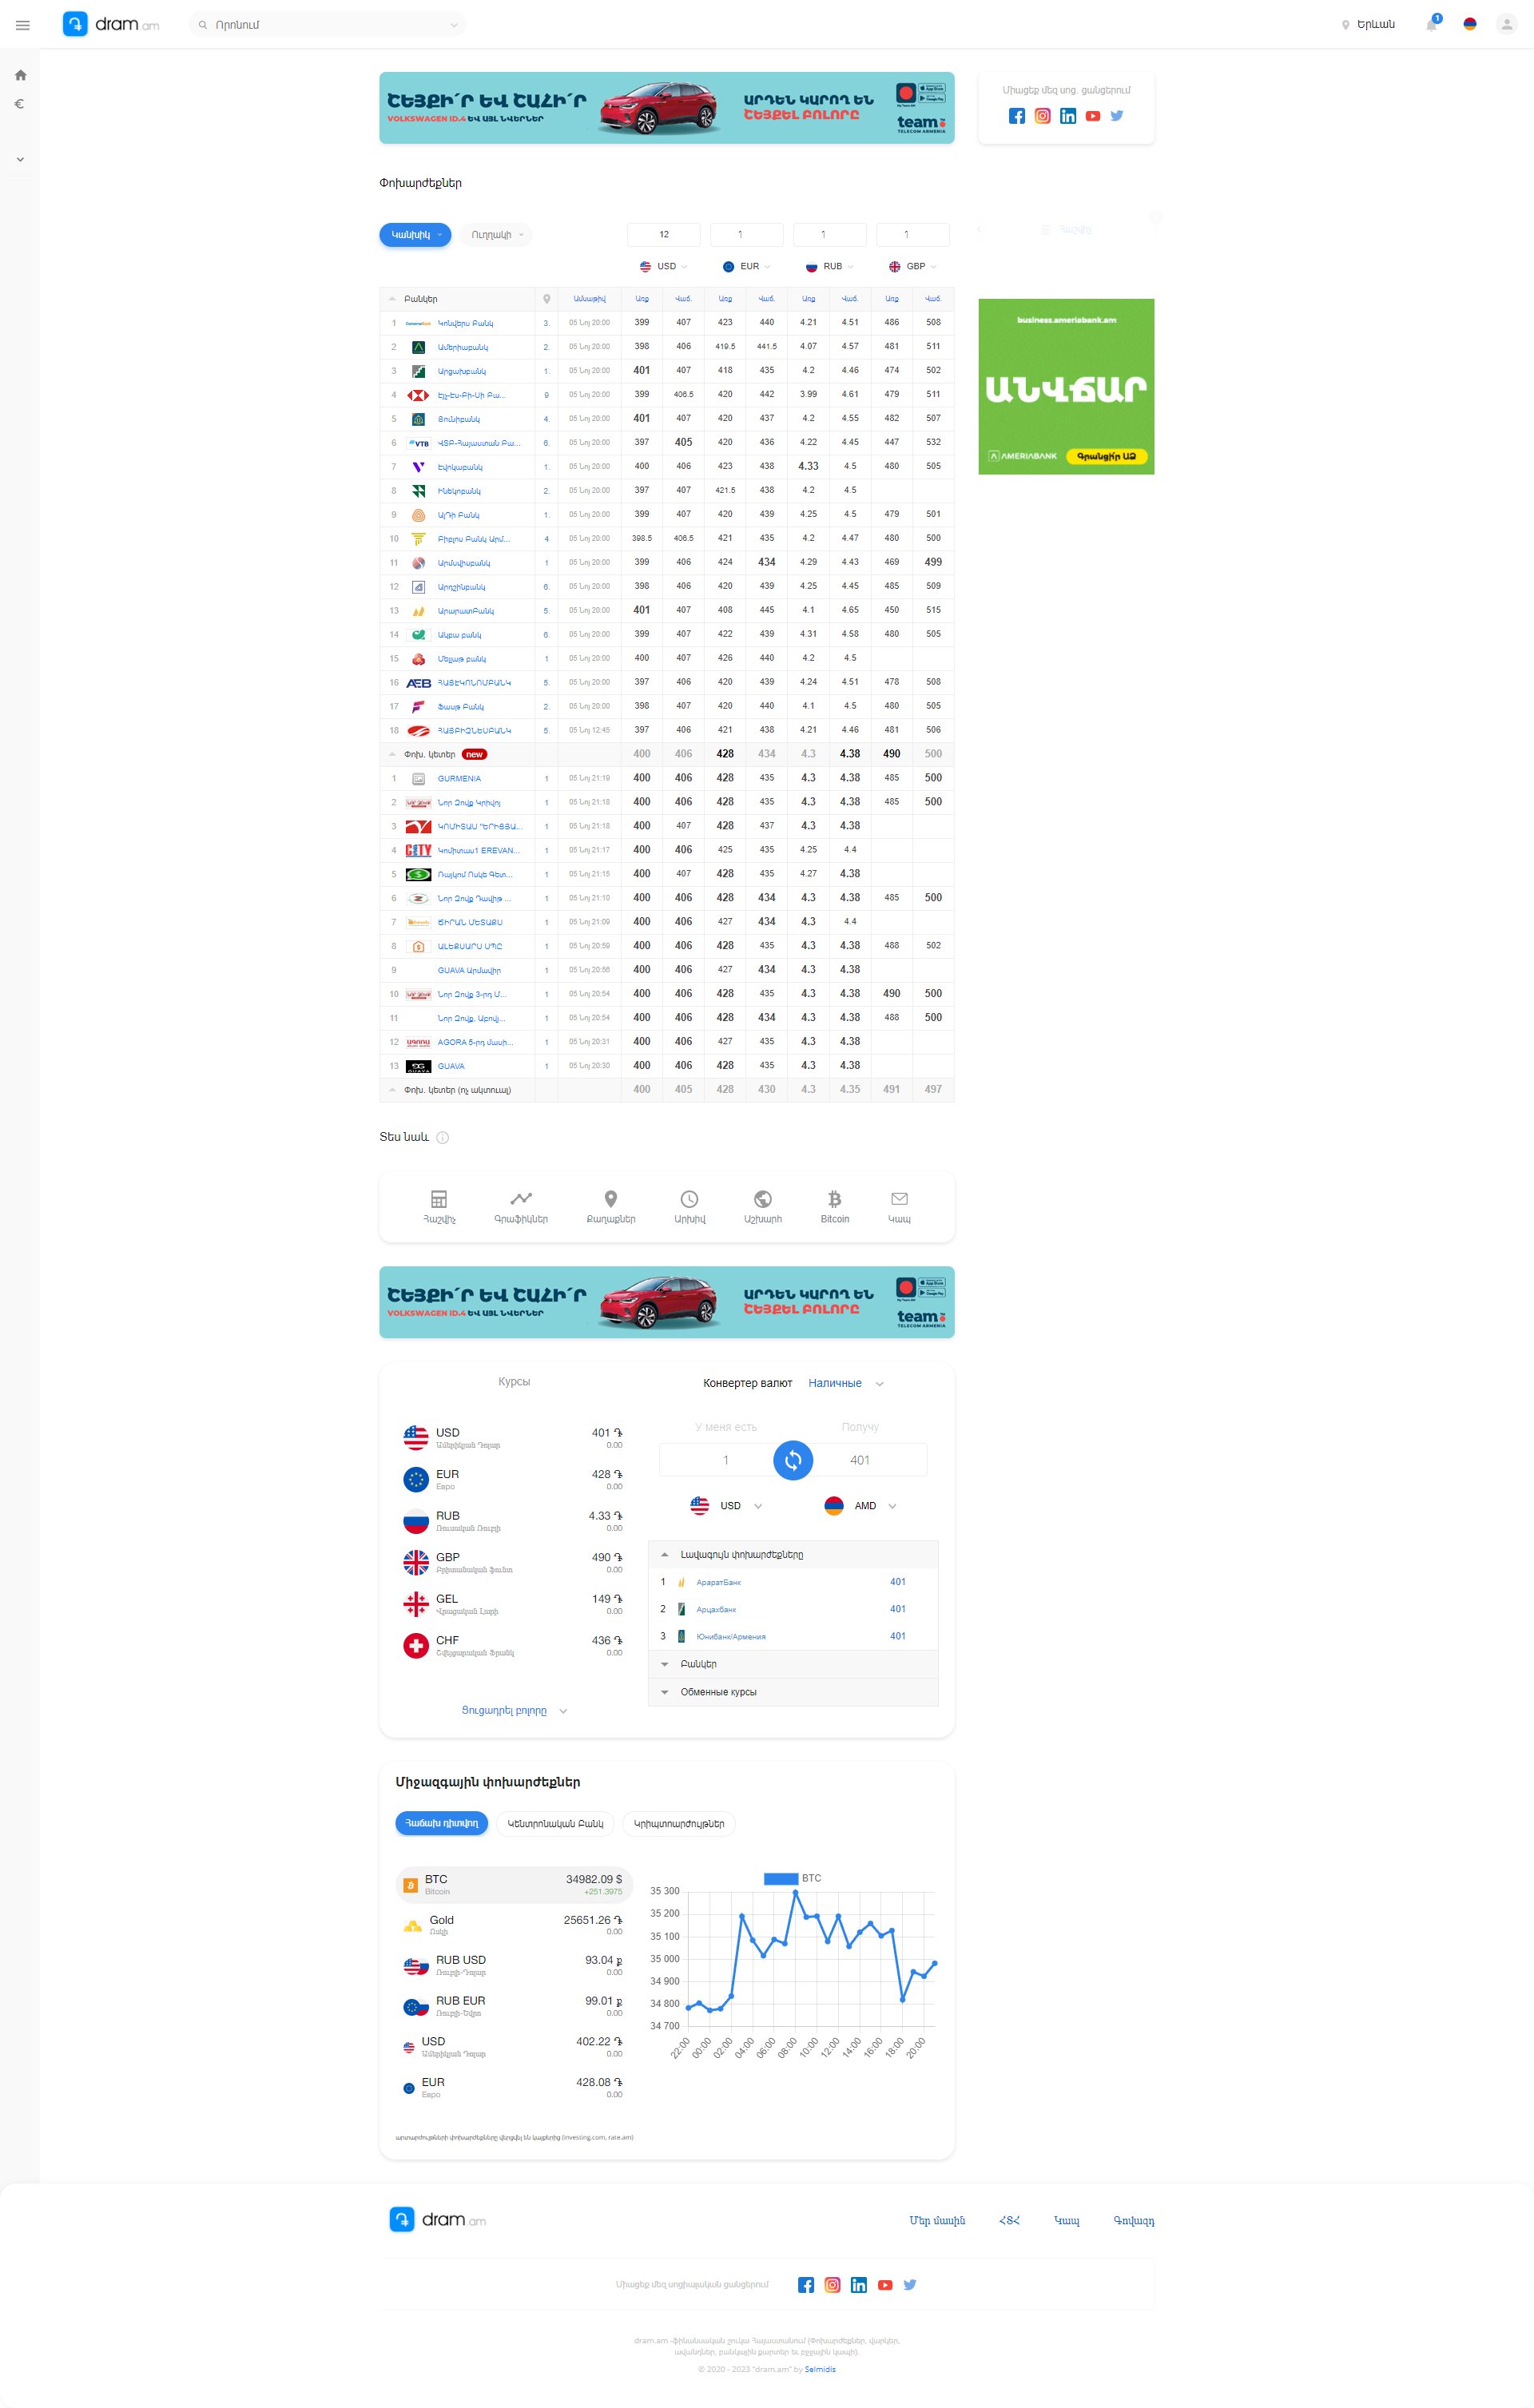 dram.am
Որոնում
Երևան
1
ՇԵՅՔԻ՛Ր ԵՎ ՇԱՀԻ՛Ր
VOLKSWAGEN ID.4 ԵՎ ԱՅԼ ՆՎԵՐՆԵՐ
ԱՐԴԵՆ ԿԱՐՈՂ ԵՆ
ՇԵՅՔԵԼ ԲՈԼՈՐԸ
App Store
Google Play
team
TELECOM ARMENIA
Միացեք մեզ սոց. ցանցերում
Փոխարժեքներ
Կանխիկ
Ուղղակի
12 1 1 1
USD EUR RUB GBP
Հաշվիչ
business.ameriabank.am
ԱՆՎՃԱՐ
AMERIABANK
Գրանցի՛ր ԱՁ
Բանկեր Ամսաթիվ Առք Վաճ. Առք Վաճ. Առք Վաճ. Առք Վաճ.
1 Կոնվերս Բանկ 3. 05 Նոյ 20:00 399 407 423 440 4.21 4.51 486 508
2 Ամերիաբանկ 2. 05 Նոյ 20:00 398 406 419.5 441.5 4.07 4.57 481 511
3 Արցախբանկ 1. 05 Նոյ 20:00 401 407 418 435 4.2 4.46 474 502
4 Էյչ-Էս-Բի-Սի Բա... 9 05 Նոյ 20:00 399 406.5 420 442 3.99 4.61 479 511
5 Յունիբանկ 4. 05 Նոյ 20:00 401 407 420 437 4.2 4.55 482 507
6 VTB ՎՏԲ-Հայաստան Բա... 6. 05 Նոյ 20:00 397 405 420 436 4.22 4.45 447 532
7 Էվոկաբանկ 1. 05 Նոյ 20:00 400 406 423 438 4.33 4.5 480 505
8 Ինեկոբանկ 2. 05 Նոյ 20:00 397 407 421.5 438 4.2 4.5
9 ԱյԴի Բանկ 1. 05 Նոյ 20:00 399 407 420 439 4.25 4.5 479 501
10 Բիբլոս Բանկ Արմ... 4 05 Նոյ 20:00 398.5 406.5 421 435 4.2 4.47 480 500
11 Արմսվիսբանկ 1 05 Նոյ 20:00 399 406 424 434 4.29 4.43 469 499
12 Արդշինբանկ 6. 05 Նոյ 20:00 398 406 420 439 4.25 4.45 485 509
13 ԱրարատԲանկ 5. 05 Նոյ 20:00 401 407 408 445 4.1 4.65 450 515
14 Ակբա բանկ 6. 05 Նոյ 20:00 399 407 422 439 4.31 4.58 480 505
15 Մելլաթ բանկ 1 05 Նոյ 20:00 400 407 426 440 4.2 4.5
16 AEB ՀԱՅԷԿՈՆՈՄԲԱՆԿ 5. 05 Նոյ 20:00 397 406 420 439 4.24 4.51 478 508
17 Ֆասթ Բանկ 2. 05 Նոյ 20:00 398 407 420 440 4.1 4.5 480 505
18 ՀԱՅԲԻԶՆԵՍԲԱՆԿ 5. 05 Նոյ 12:45 397 406 421 438 4.21 4.46 481 506
Փոխ. կետեր new 400 406 428 434 4.3 4.38 490 500
1 GURMENIA 1 05 Նոյ 21:19 400 406 428 435 4.3 4.38 485 500
2 Նոր Զովք Կրիվոյ 1 05 Նոյ 21:18 400 406 428 435 4.3 4.38 485 500
3 ԿՈՄԻՏԱՍ "ԵՐԻՑՅԱ... 1 05 Նոյ 21:18 400 407 428 437 4.3 4.38
4 CITY Կոմիտաս1 EREVAN... 1 05 Նոյ 21:17 400 406 425 435 4.25 4.4
5 Ռայկոմ Ոսկե Գետ... 1 05 Նոյ 21:15 400 407 428 435 4.27 4.38
6 Նոր Զովք Դավիթ ... 1 05 Նոյ 21:10 400 406 428 434 4.3 4.38 485 500
7 ԾԻՐԱՆ ՄԵՏԱՔՍ 1 05 Նոյ 21:09 400 406 427 434 4.3 4.4
8 ԱԼԵՔՍԱՐՍ ՍՊԸ 1 05 Նոյ 20:59 400 406 428 435 4.3 4.38 488 502
9 GUAVA Արմավիր 1 05 Նոյ 20:56 400 406 427 434 4.3 4.38
10 Նոր Զովք 3-րդ Մ... 1 05 Նոյ 20:54 400 406 428 435 4.3 4.38 490 500
11 Նոր Զովք. Աբովյ... 1 05 Նոյ 20:54 400 406 428 434 4.3 4.38 488 500
12 ԱԳՈՌԱ AGORA 5-րդ մասի... 1 05 Նոյ 20:31 400 406 427 435 4.3 4.38
13 GUAVA GUAVA 1 05 Նոյ 20:30 400 406 428 435 4.3 4.38
Փոխ. կետեր (ոչ ակտուալ) 400 405 428 430 4.3 4.35 491 497
Տես նաև
Հաշվիչ Գրաֆիկներ Քաղաքներ Արխիվ Աշխարհ Bitcoin Կապ
ՇԵՅՔԻ՛Ր ԵՎ ՇԱՀԻ՛Ր
VOLKSWAGEN ID.4 ԵՎ ԱՅԼ ՆՎԵՐՆԵՐ
ԱՐԴԵՆ ԿԱՐՈՂ ԵՆ
ՇԵՅՔԵԼ ԲՈԼՈՐԸ
App Store
Google Play
team
TELECOM ARMENIA
Курсы
USD 401 ֏
Ամերիկյան Դոլար 0.00
EUR 428 ֏
Евро 0.00
RUB 4.33 ֏
Ռուսական Ռուբլի 0.00
GBP 490 ֏
Բրիտանական ֆունտ 0.00
GEL 149 ֏
Վրացական Լարի 0.00
CHF 436 ֏
Շվեյցարական Ֆրանկ 0.00
Ցուցադրել բոլորը
Конвертер валют Наличные
У меня есть Получу
1 401
USD AMD
Լավագույն փոխարժեքները
1 АраратБанк 401
2 Арцахбанк 401
3 Юнибанк/Армения 401
Բանկեր
Обменные курсы
Միջազգային փոխարժեքներ
Հաճախ դիտվող Կենտրոնական Բանկ Կրիպտոարժույթներ
BTC 34982.09 $
Bitcoin +251.3975
Gold 25651.26 ֏
Ոսկի 0.00
RUB USD 93.04 ք
Ռուբլի-Դոլար 0.00
RUB EUR 99.01 ք
Ռուբլի-Եվրո 0.00
USD 402.22 ֏
Ամերիկյան Դոլար 0.00
EUR 428.08 ֏
Евро 0.00
BTC
35 300
35 200
35 100
35 000
34 900
34 800
34 700
22:00 00:00 02:00 04:00 06:00 08:00 10:00 12:00 14:00 16:00 18:00 20:00
արտարժույթների փոխարժեքները վերցվել են կայքերից (investing.com, rate.am)
dram.am
Մեր մասին ՀՏՀ Կապ Գովազդ
Միացեք մեզ սոցիալական ցանցերում
dram.am -ֆինանսական շուկա Հայաստանում (Փոխարժեքներ, վարկեր,
ավանդներ, բանկային քարտեր եւ բջջային կապի).
© 2020 - 2023 "dram.am" by Selmidis